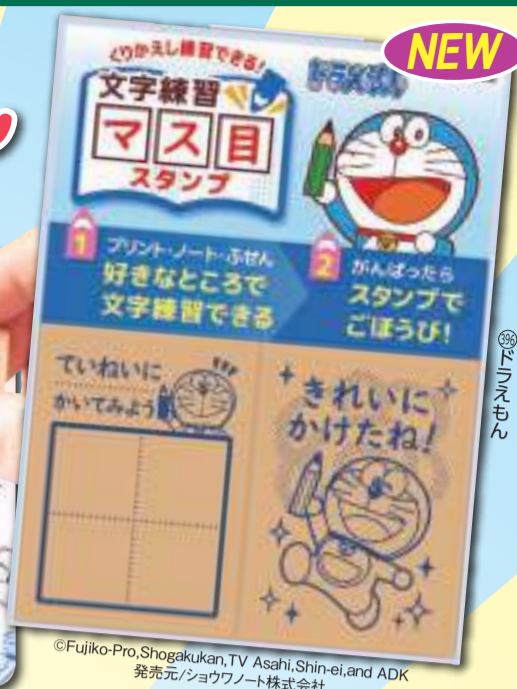 NEW
くりかえし練習できる!
ドラえもん
文字練習
マス目
スタンプ
1
プリント・ノート・ふせん
好きなところで
文字練習できる
2
がんばったら
スタンプで
ごほうび!
ていねいに
かいてみよう
きれいに
かけたね!
396ドラえもん
©Fujiko-Pro,Shogakukan,TV Asahi,Shin-ei,and ADK
発売元/ショウワノート株式会社